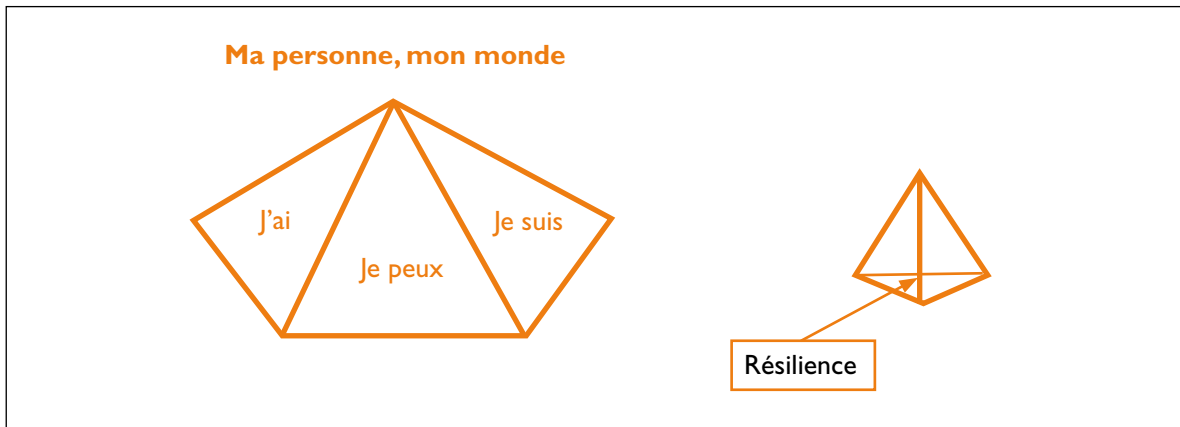 Ma personne, mon monde
J'ai
Je suis
Je peux
Résilience